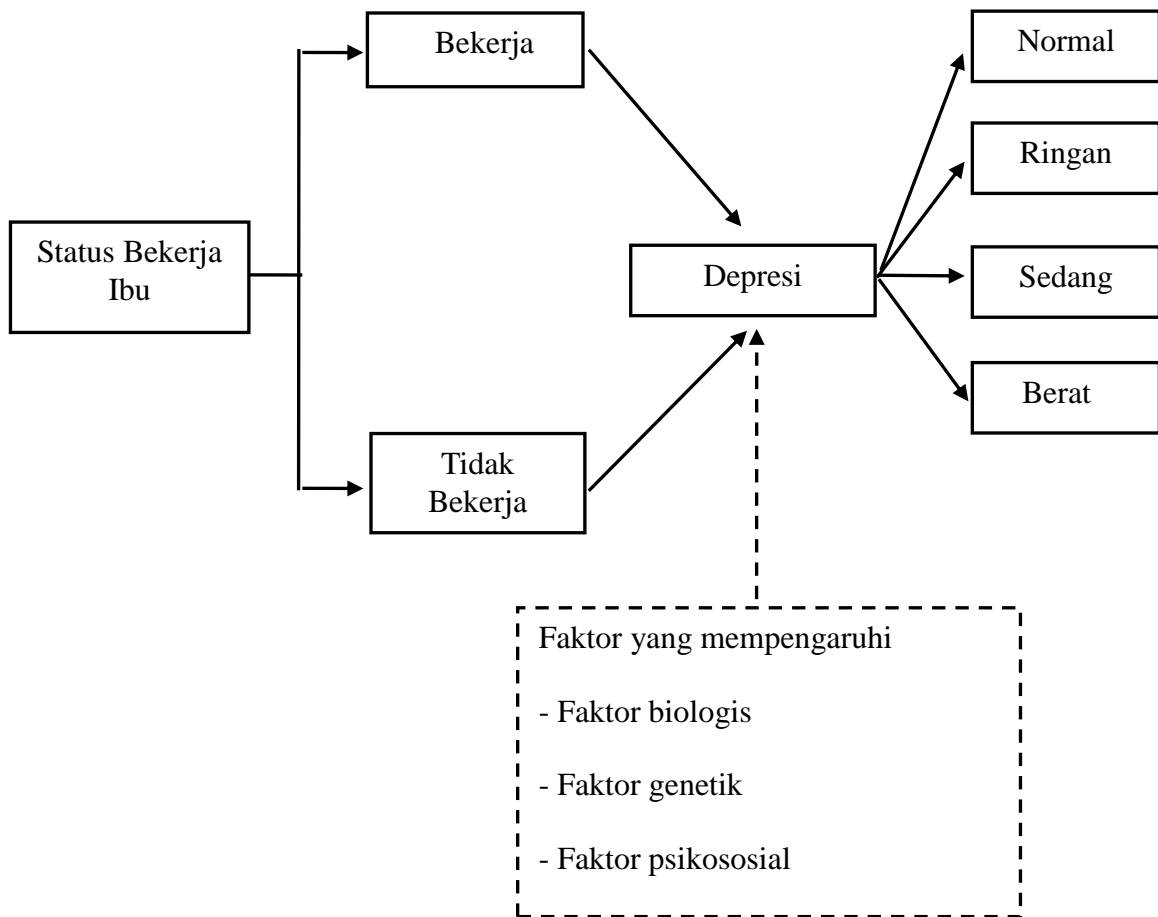 Bekerja
Normal
Ringan
Status Bekerja
Ibu
Depresi
Sedang
Berat
Tidak
Bekerja
Faktor yang mempengaruhi
- Faktor biologis
- Faktor genetik
- Faktor psikososial